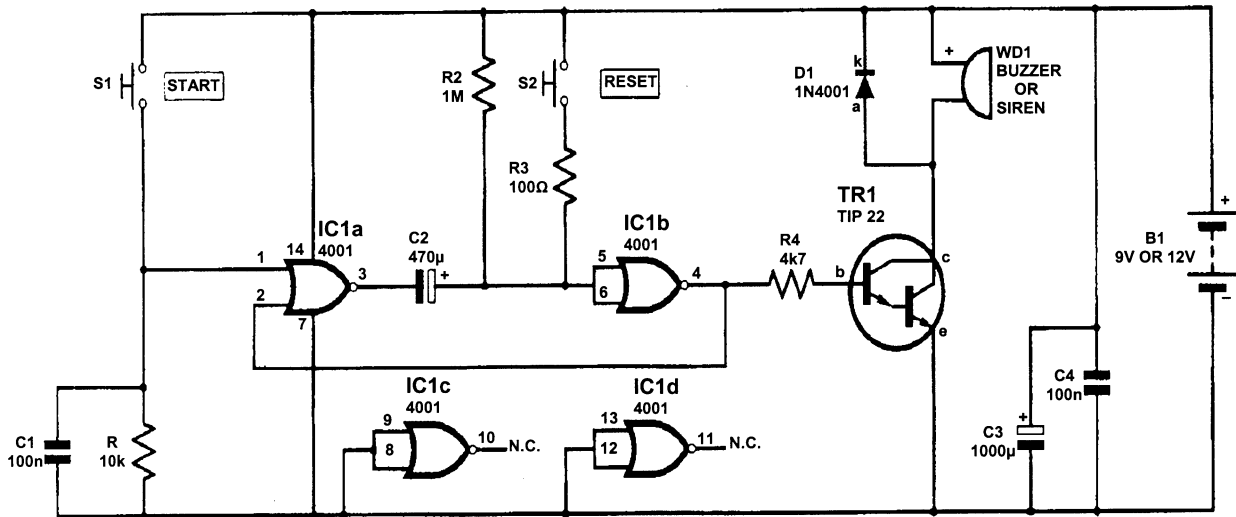 S1
START
R2
1M
S2
RESET
R3
100Ω
D1
1N4001
k
a
+
WD1
BUZZER
OR
SIREN
IC1a
4001
1
14
2
3
7
C2
470µ
+
IC1b
4001
5
6
4
R4
4k7
TR1
TIP 22
b
c
e
B1
9V OR 12V
+
−
C1
100n
R
10k
IC1c
4001
9
8
10
N.C.
IC1d
4001
13
12
11
N.C.
C3
1000µ
+
C4
100n